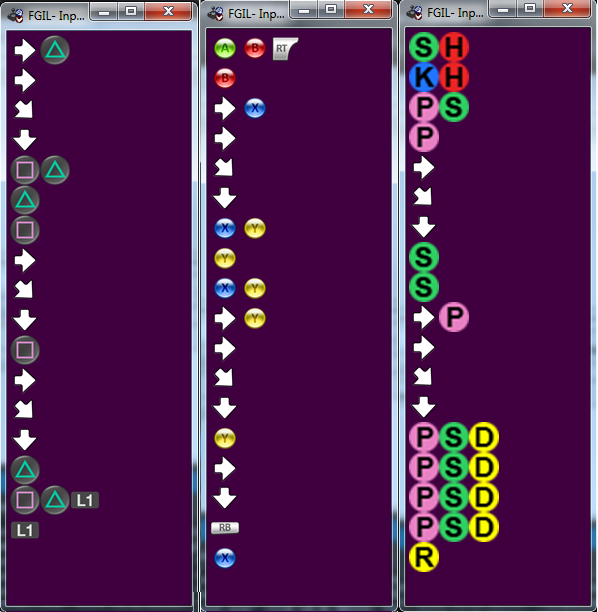 FGIL- Inp...
L1
L1
FGIL- Inp...
A B RT
B
X
X Y
Y
X Y
Y
Y
RB
X
FGIL- Inp...
S H
K H
P S
P
S
S
P
P S D
P S D
P S D
P S D
R